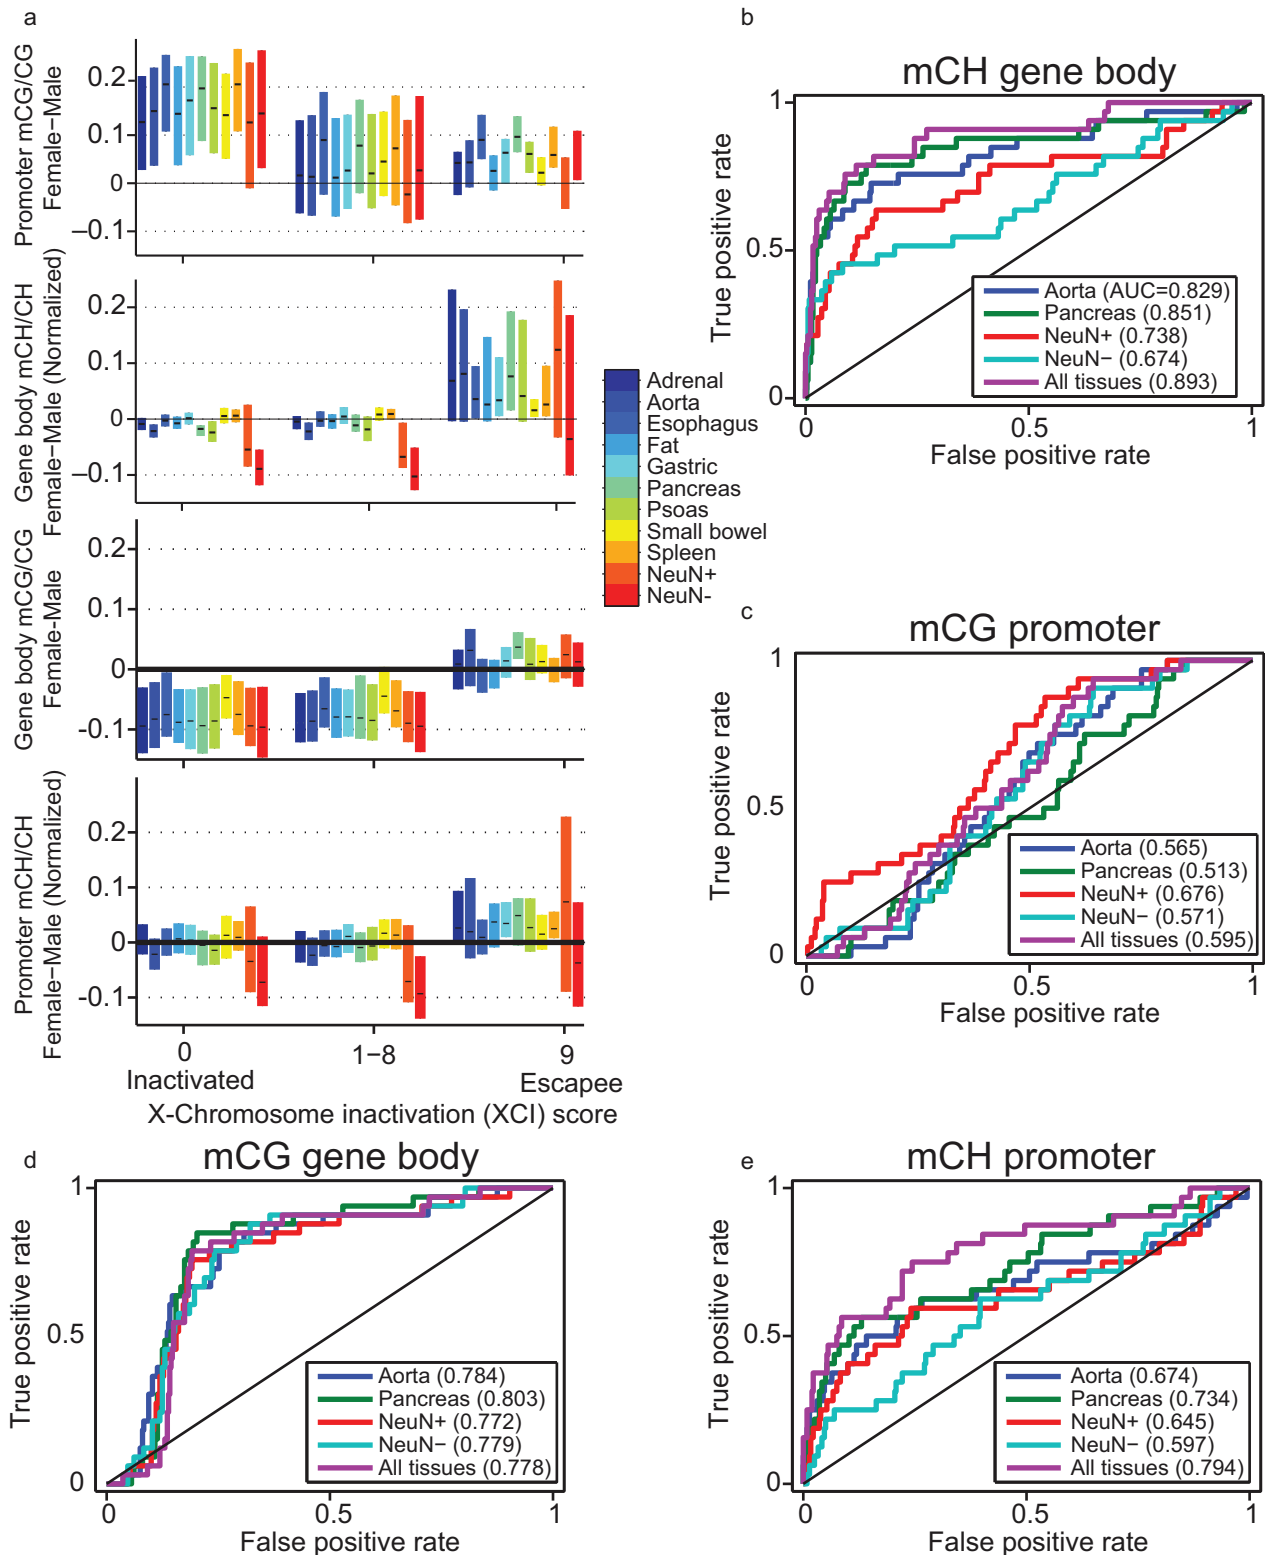 a
Promoter mCG/CG
Female−Male
0.2
0.1
0
−0.1
Gene body mCH/CH
Female−Male (Normalized)
0.2
0.1
0
−0.1
Gene body mCG/CG
Female-Male
0.2
0.1
0
-0.1
Promoter mCH/CH
Female−Male (Normalized)
0.2
0.1
0
-0.1
0
1−8
9
Inactivated
Escapee
X-Chromosome inactivation (XCI) score
Adrenal
Aorta
Esophagus
Fat
Gastric
Pancreas
Psoas
Small bowel
Spleen
NeuN+
NeuN-
b
mCH gene body
True positive rate
1
0.5
0
Aorta (AUC=0.829)
Pancreas (0.851)
NeuN+ (0.738)
NeuN− (0.674)
All tissues (0.893)
0
0.5
1
False positive rate
c
mCG promoter
True positive rate
1
0.5
0
Aorta (0.565)
Pancreas (0.513)
NeuN+ (0.676)
NeuN− (0.571)
All tissues (0.595)
0
0.5
1
False positive rate
d
mCG gene body
True positive rate
1
0.5
0
Aorta (0.784)
Pancreas (0.803)
NeuN+ (0.772)
NeuN− (0.779)
All tissues (0.778)
0
0.5
1
False positive rate
e
mCH promoter
True positive rate
1
0.5
0
Aorta (0.674)
Pancreas (0.734)
NeuN+ (0.645)
NeuN− (0.597)
All tissues (0.794)
0
0.5
1
False positive rate